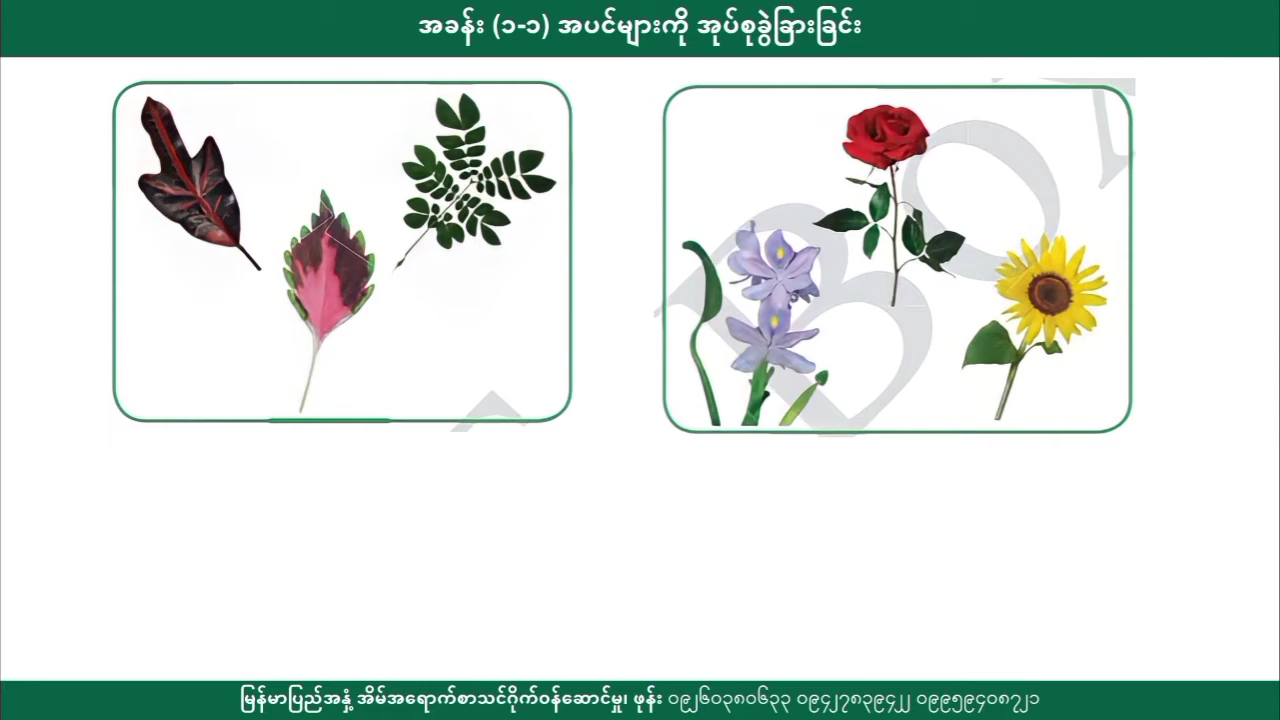 အခန်း (၁-၁) အပင်များကို အုပ်စုခွဲခြားခြင်း
မြန်မာပြည်အနှံ့ အိမ်အရောက်စာသင်ဂိုက်ဝန်ဆောင်မှု၊ ဖုန်း ၀၉၂၆၀၃၈၀၆၃၃ ၀၉၄၂၇၈၃၉၄၂၂ ၀၉၉၅၉၄၀၈၇၂၁